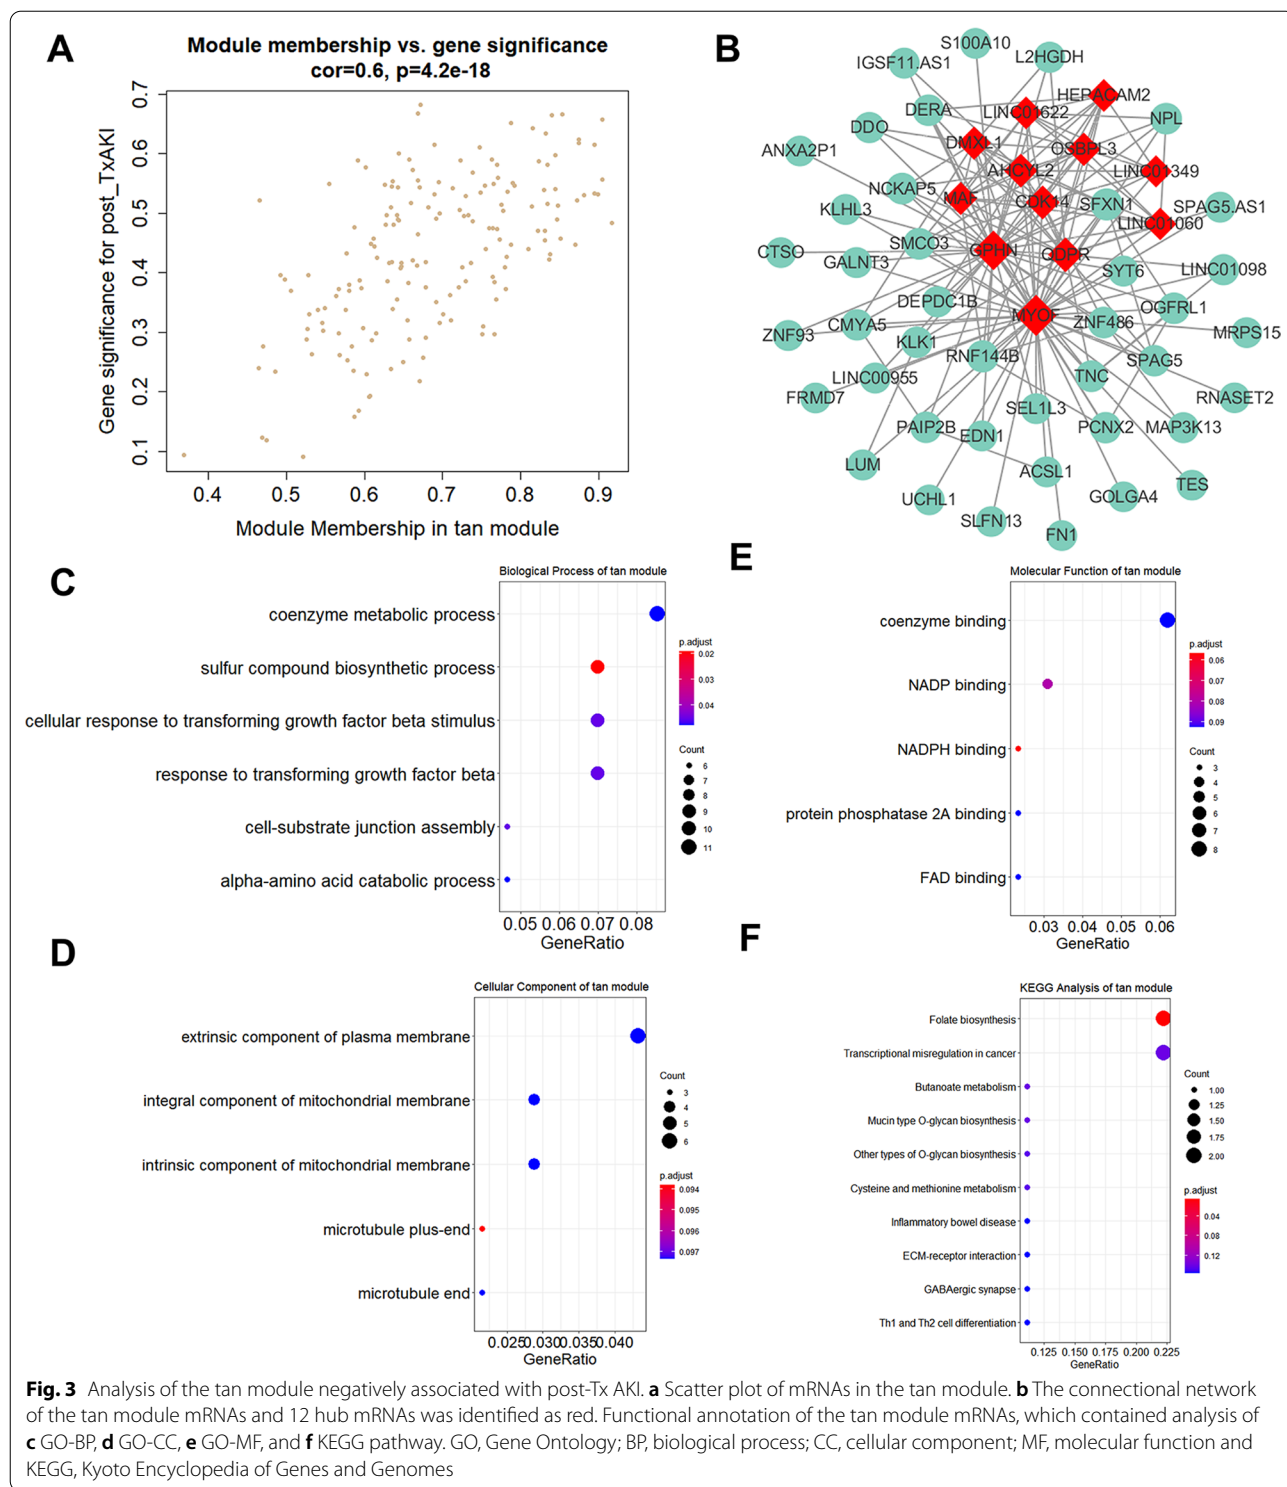 A
Module membership vs. gene significance
cor=0.6, p=4.2e-18
Gene significance for post_TxAKI
0.7
0.6
0.5
0.4
0.3
0.2
0.1
0.4 0.5 0.6 0.7 0.8 0.9
Module Membership in tan module
B
S100A10
IGSF11.AS1
L2HGDH
HEPACAM2
DERA
LINC01622
NPL
DDO
DMXL1
OSBPL3
ANXA2P1
AHCYL2
LINC01349
NCKAP5
MAF
CDK14
SFXN1
SPAG5.AS1
KLHL3
LINC01060
SMCO3
GPHN
QDPR
CTSO
GALNT3
SYT6
LINC01098
DEPDC1B
OGFRL1
MYOF
ZNF486
ZNF93
CMYA5
MRPS15
KLK1
RNF144B
SPAG5
LINC00955
TNC
FRMD7
RNASET2
SEL1L3
PAIP2B
EDN1
PCNX2
MAP3K13
LUM
ACSL1
TES
UCHL1
GOLGA4
SLFN13
FN1
C
Biological Process of tan module
coenzyme metabolic process
sulfur compound biosynthetic process
cellular response to transforming growth factor beta stimulus
response to transforming growth factor beta
cell-substrate junction assembly
alpha-amino acid catabolic process
0.05 0.06 0.07 0.08
GeneRatio
p.adjust
0.02
0.03
0.04
Count
6
7
8
9
10
11
E
Molecular Function of tan module
coenzyme binding
NADP binding
NADPH binding
protein phosphatase 2A binding
FAD binding
0.03 0.04 0.05 0.06
GeneRatio
p.adjust
0.06
0.07
0.08
0.09
Count
3
4
5
6
7
8
D
Cellular Component of tan module
extrinsic component of plasma membrane
integral component of mitochondrial membrane
intrinsic component of mitochondrial membrane
microtubule plus-end
microtubule end
0.025 0.030 0.035 0.040
GeneRatio
Count
3
4
5
6
p.adjust
0.094
0.095
0.096
0.097
F
KEGG Analysis of tan module
Folate biosynthesis
Transcriptional misregulation in cancer
Butanoate metabolism
Mucin type O-glycan biosynthesis
Other types of O-glycan biosynthesis
Cysteine and methionine metabolism
Inflammatory bowel disease
ECM-receptor interaction
GABAergic synapse
Th1 and Th2 cell differentiation
0.125 0.150 0.175 0.200 0.225
GeneRatio
Count
1.00
1.25
1.50
1.75
2.00
p.adjust
0.04
0.08
0.12
Fig. 3 Analysis of the tan module negatively associated with post-Tx AKI. a Scatter plot of mRNAs in the tan module. b The connectional network
of the tan module mRNAs and 12 hub mRNAs was identified as red. Functional annotation of the tan module mRNAs, which contained analysis of
c GO-BP, d GO-CC, e GO-MF, and f KEGG pathway. GO, Gene Ontology; BP, biological process; CC, cellular component; MF, molecular function and
KEGG, Kyoto Encyclopedia of Genes and Genomes